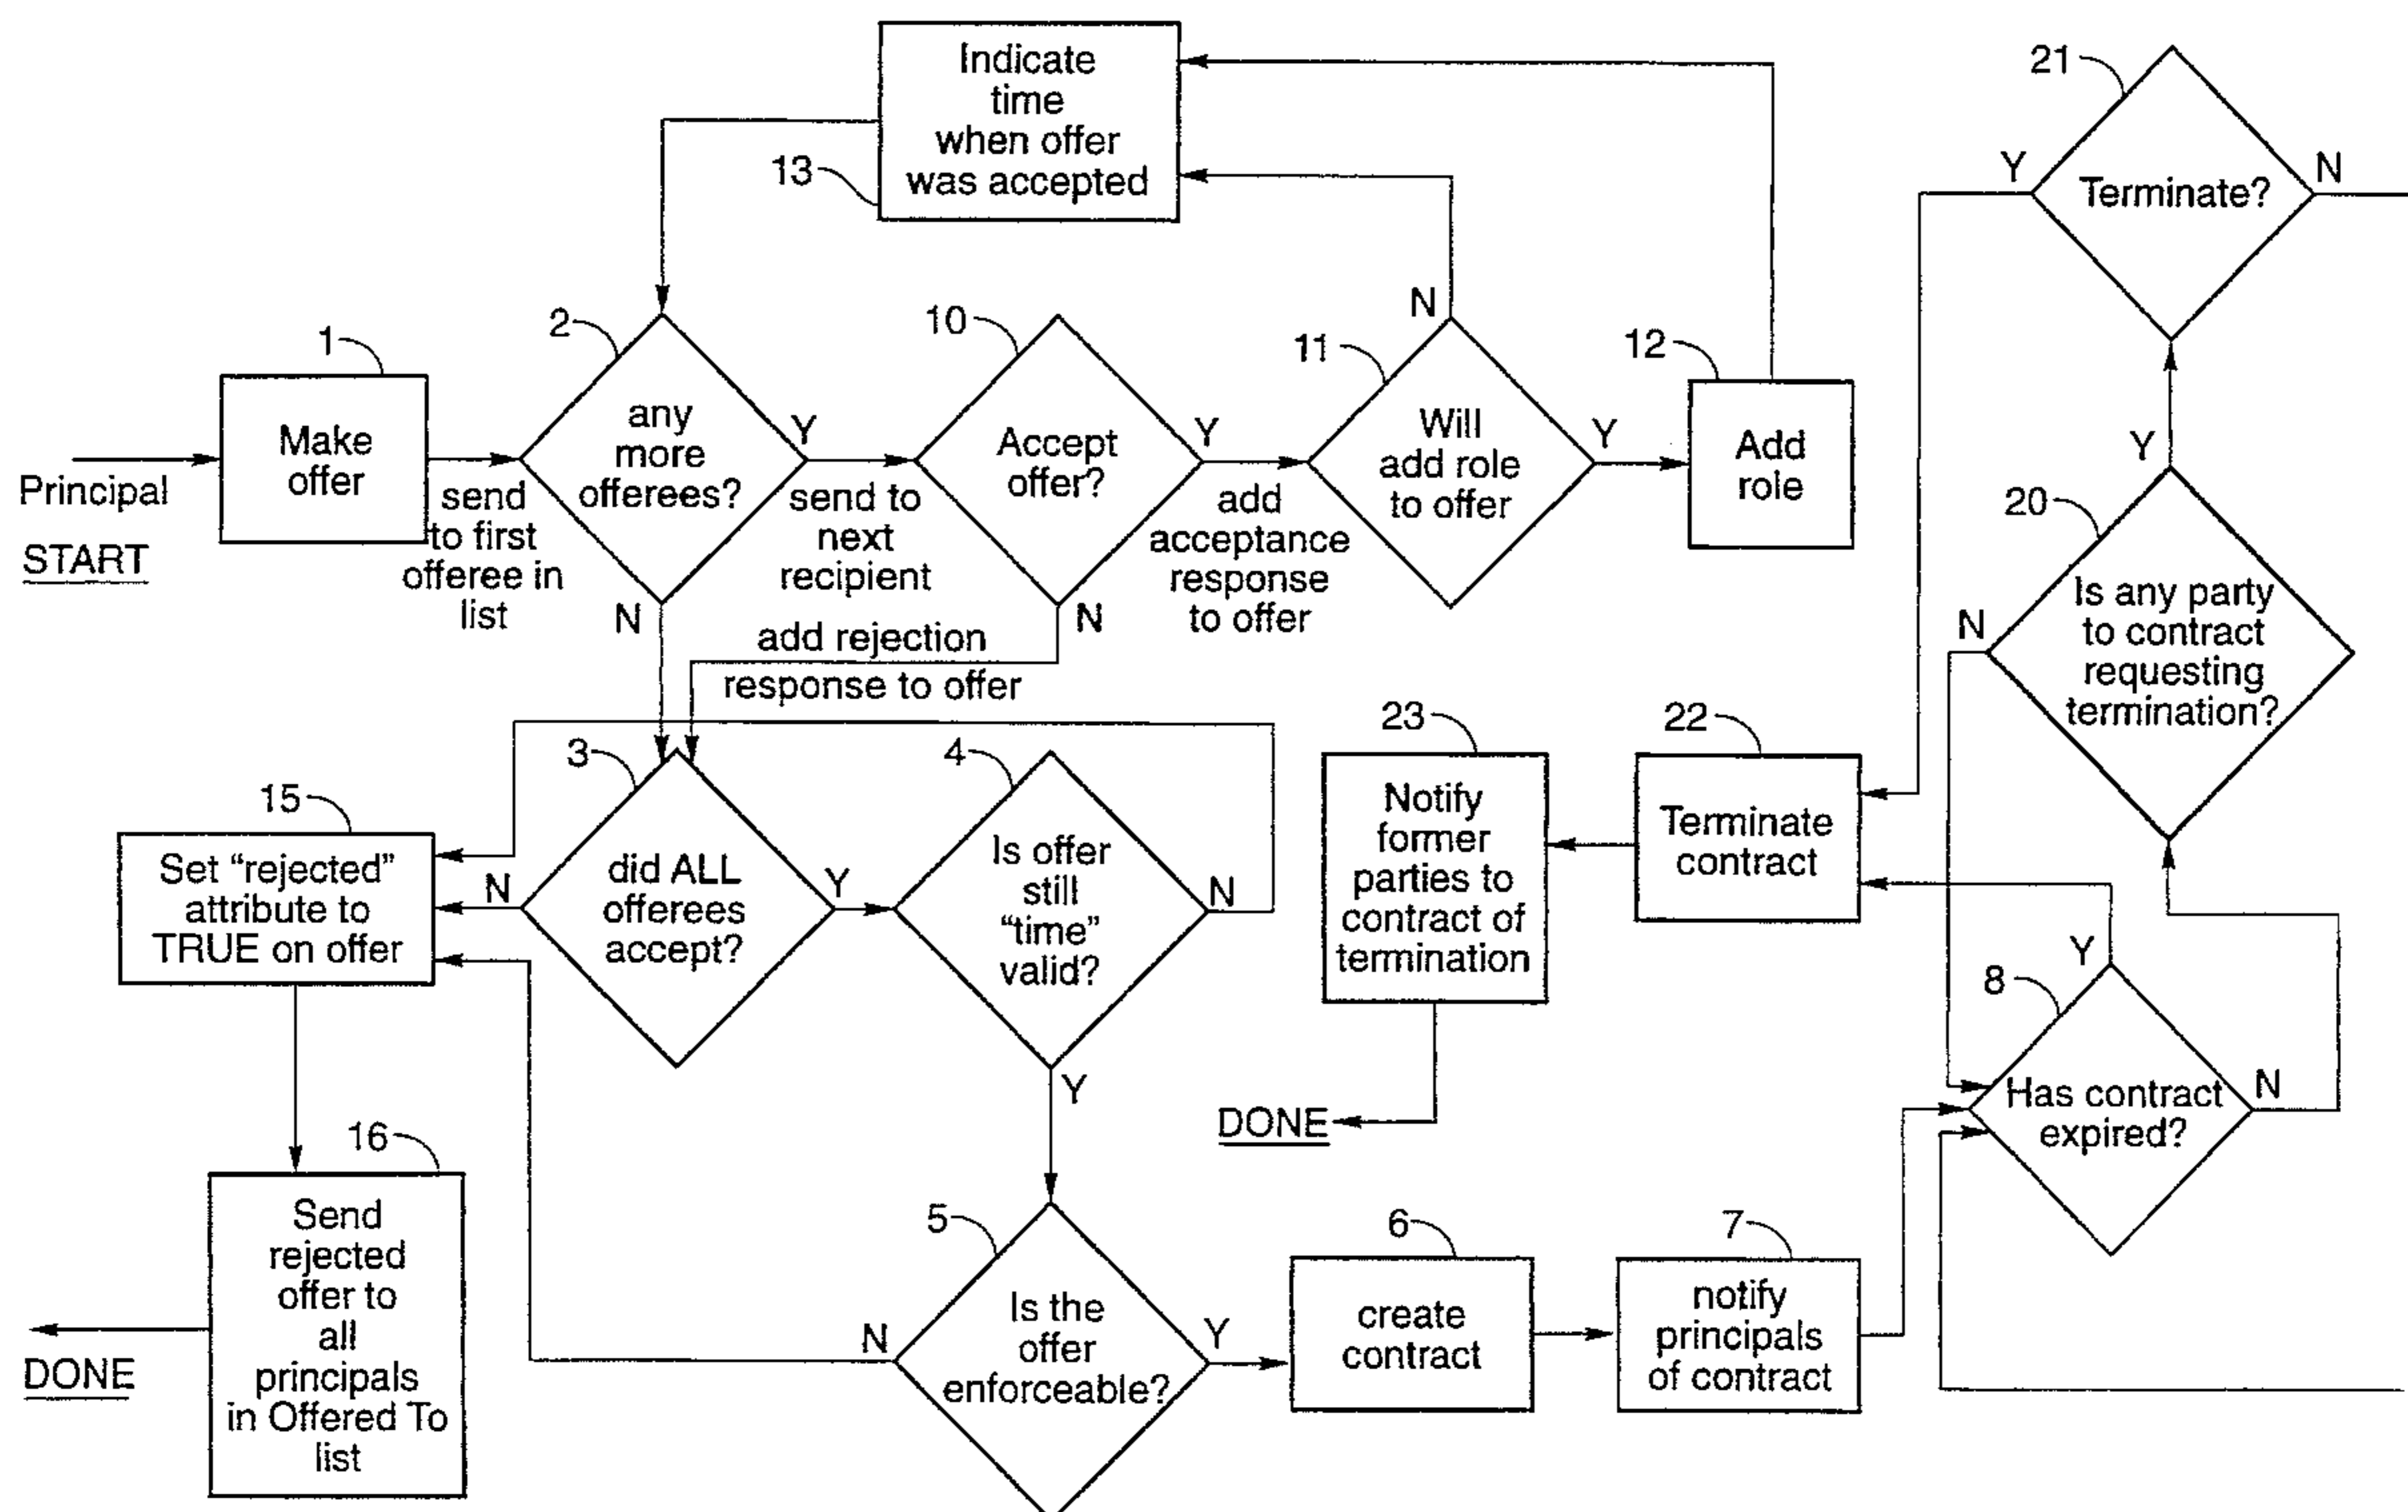 Indicate
time
when offer
was accepted
13
21
Y
Terminate?
N
1
2
10
N
11
12
Principal
START
Make
offer
send
to first
offeree in
list
any
more
offerees?
Y
N
send to
next
recipient
Accept
offer?
Y
N
add
acceptance
response
to offer
Will
add role
to offer
Y
Add
role
Y
20
Is any party
to contract
requesting
termination?
N
add rejection
response to offer
15
Set “rejected”
attribute to
TRUE on offer
N
3
did ALL
offerees
accept?
Y
4
Is offer
still
“time”
valid?
N
Y
23
Notify
former
parties to
contract of
termination
22
Terminate
contract
DONE
Y
8
Has contract
expired?
N
16
Send
rejected
offer to
all
principals
in Offered To
list
DONE
5
N
Is the
offer
enforceable?
Y
6
create
contract
7
notify
principals
of contract